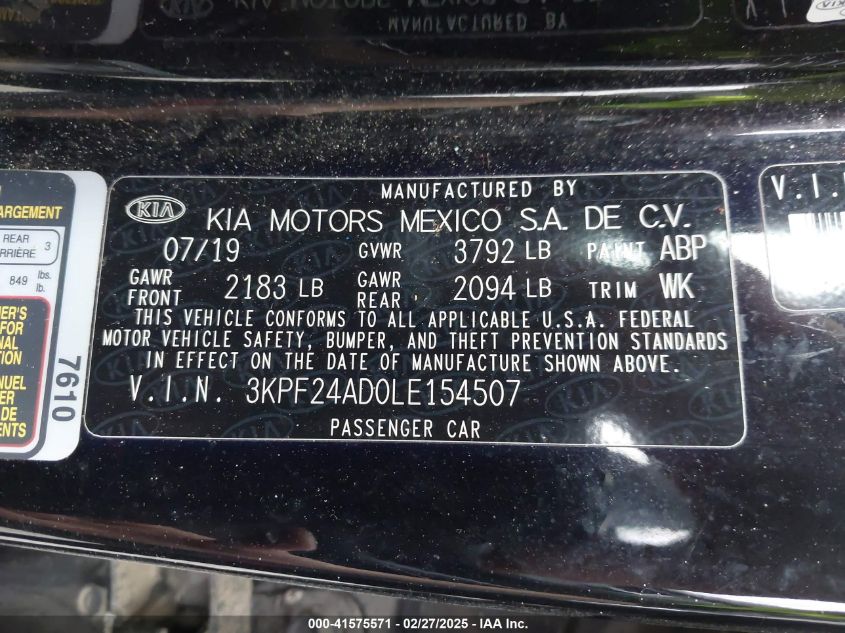 MANUFACTURED BY
KIA
KIA MOTORS MEXICO S.A. DE C.V.
07/19 GVWR 3792 LB PAINT ABP
GAWR FRONT 2183 LB GAWR REAR 2094 LB TRIM WK
THIS VEHICLE CONFORMS TO ALL APPLICABLE U.S.A. FEDERAL
MOTOR VEHICLE SAFETY, BUMPER, AND THEFT PREVENTION STANDARDS
IN EFFECT ON THE DATE OF MANUFACTURE SHOWN ABOVE.
V.I.N. 3KPF24AD0LE154507
PASSENGER CAR
ARGEMENT
REAR 3
849 lbs.
lb.
7610
V.I.
000-41575571 | 02/27/2025 - IAA Inc.